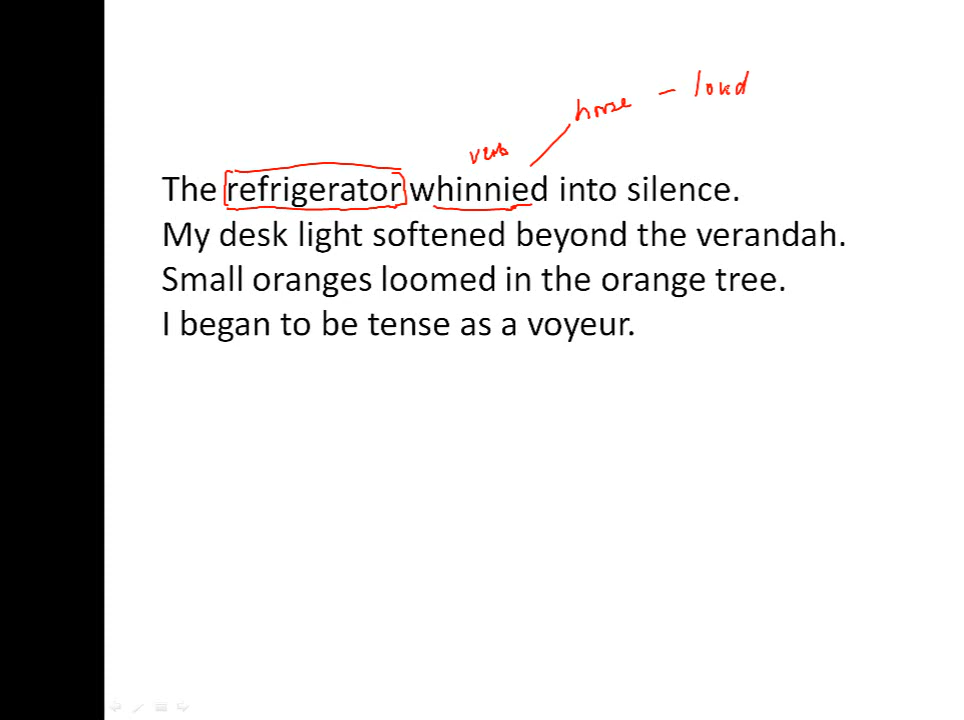 horse - loud
verb
The refrigerator whinnied into silence.
My desk light softened beyond the verandah.
Small oranges loomed in the orange tree.
I began to be tense as a voyeur.